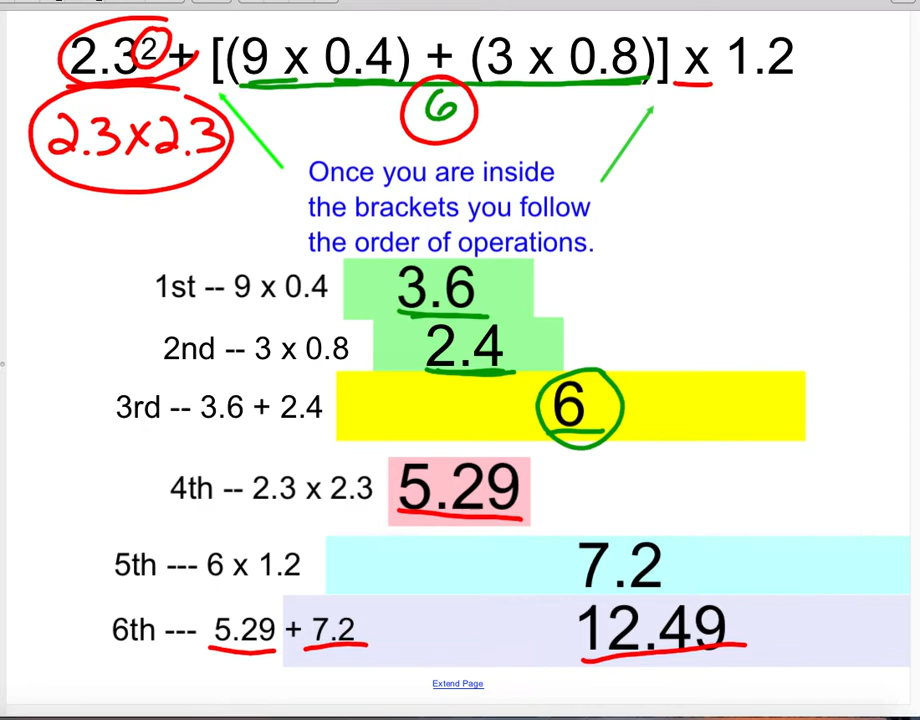 2.3² + [(9 x 0.4) + (3 x 0.8)] x 1.2
6
2.3x2.3
Once you are inside
the brackets you follow
the order of operations.
1st -- 9 x 0.4 3.6
2nd -- 3 x 0.8 2.4
3rd -- 3.6 + 2.4 6
4th -- 2.3 x 2.3 5.29
5th --- 6 x 1.2 7.2
6th --- 5.29 + 7.2 12.49
Extend Page